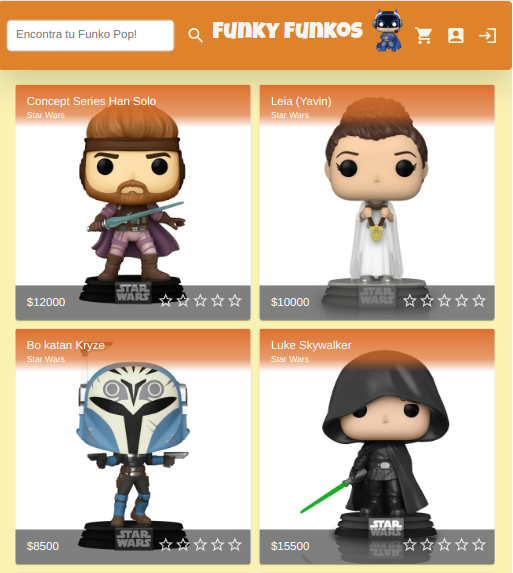 Encontra tu Funko Pop!
Funky Funkos
Concept Series Han Solo
Star Wars
STAR WARS
$12000
Leia (Yavin)
Star Wars
STAR WARS
$10000
Bo katan Kryze
Star Wars
STAR WARS
$8500
Luke Skywalker
Star Wars
STAR WARS
$15500